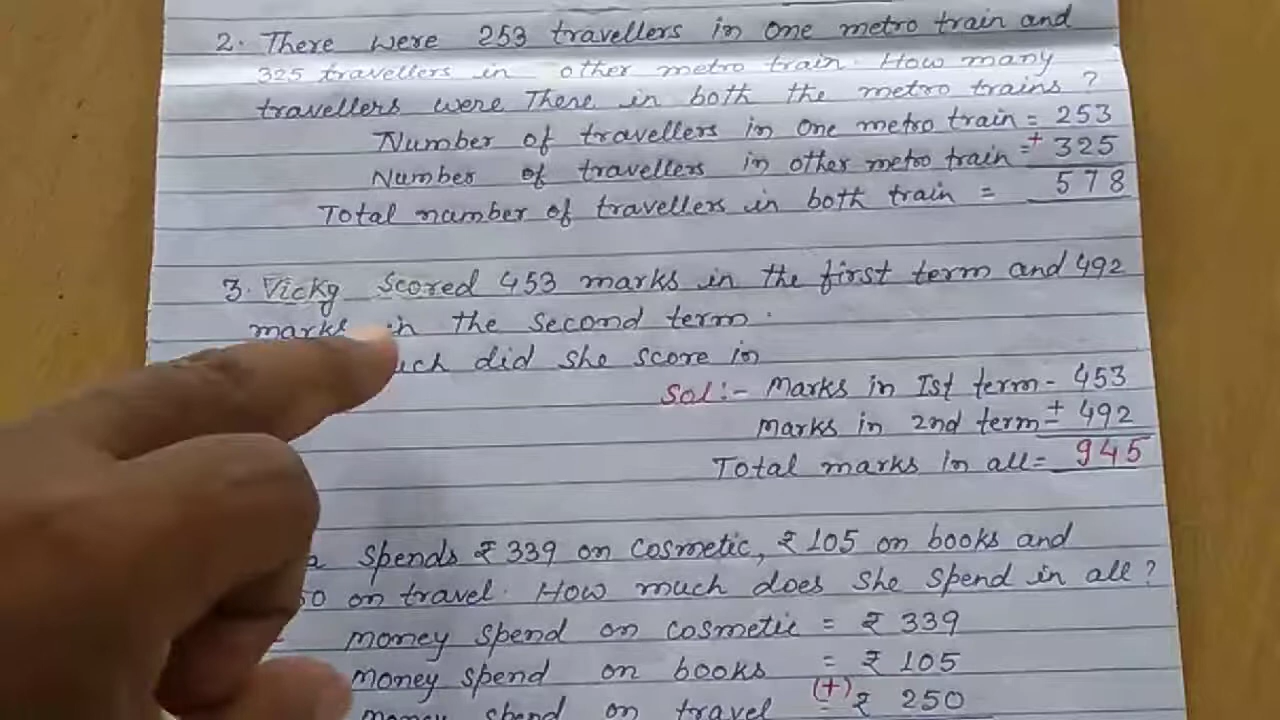 2. There were 253 travellers in one metro train and
325 travellers in other metro train. How many
travellers were There in both the metro trains ?
Number of travellers in one metro train = 253
Number of travellers in other metro train = + 325
Total number of travellers in both train = 578
3. Vicky Scored 453 marks in the first term and 492
marks in the second term.
did she score in
Sol:- Marks in Ist term - 453
Marks in 2nd term = + 492
Total marks in all = 945
Spends ₹ 339 on Cosmetic, ₹ 105 on books and
on travel. How much does She Spend in all ?
money spend on cosmetic = ₹ 339
money spend on books = ₹ 105
money spend on travel = (+) ₹ 250